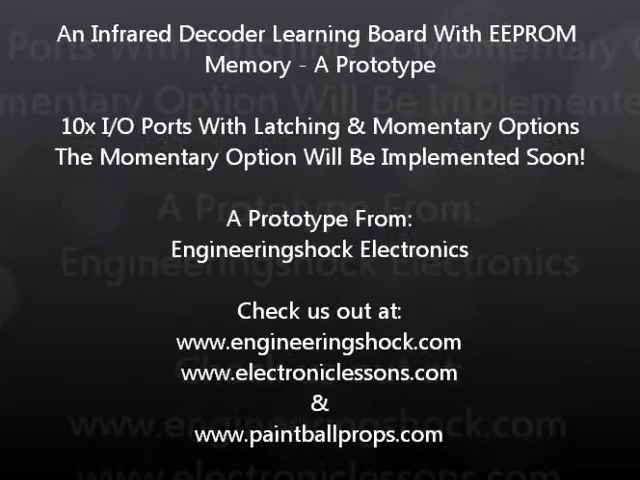 An Infrared Decoder Learning Board With EEPROM
Memory - A Prototype
10x I/O Ports With Latching & Momentary Options
The Momentary Option Will Be Implemented Soon!
A Prototype From:
Engineeringshock Electronics
Check us out at:
www.engineeringshock.com
www.electroniclessons.com
&
www.paintballprops.com